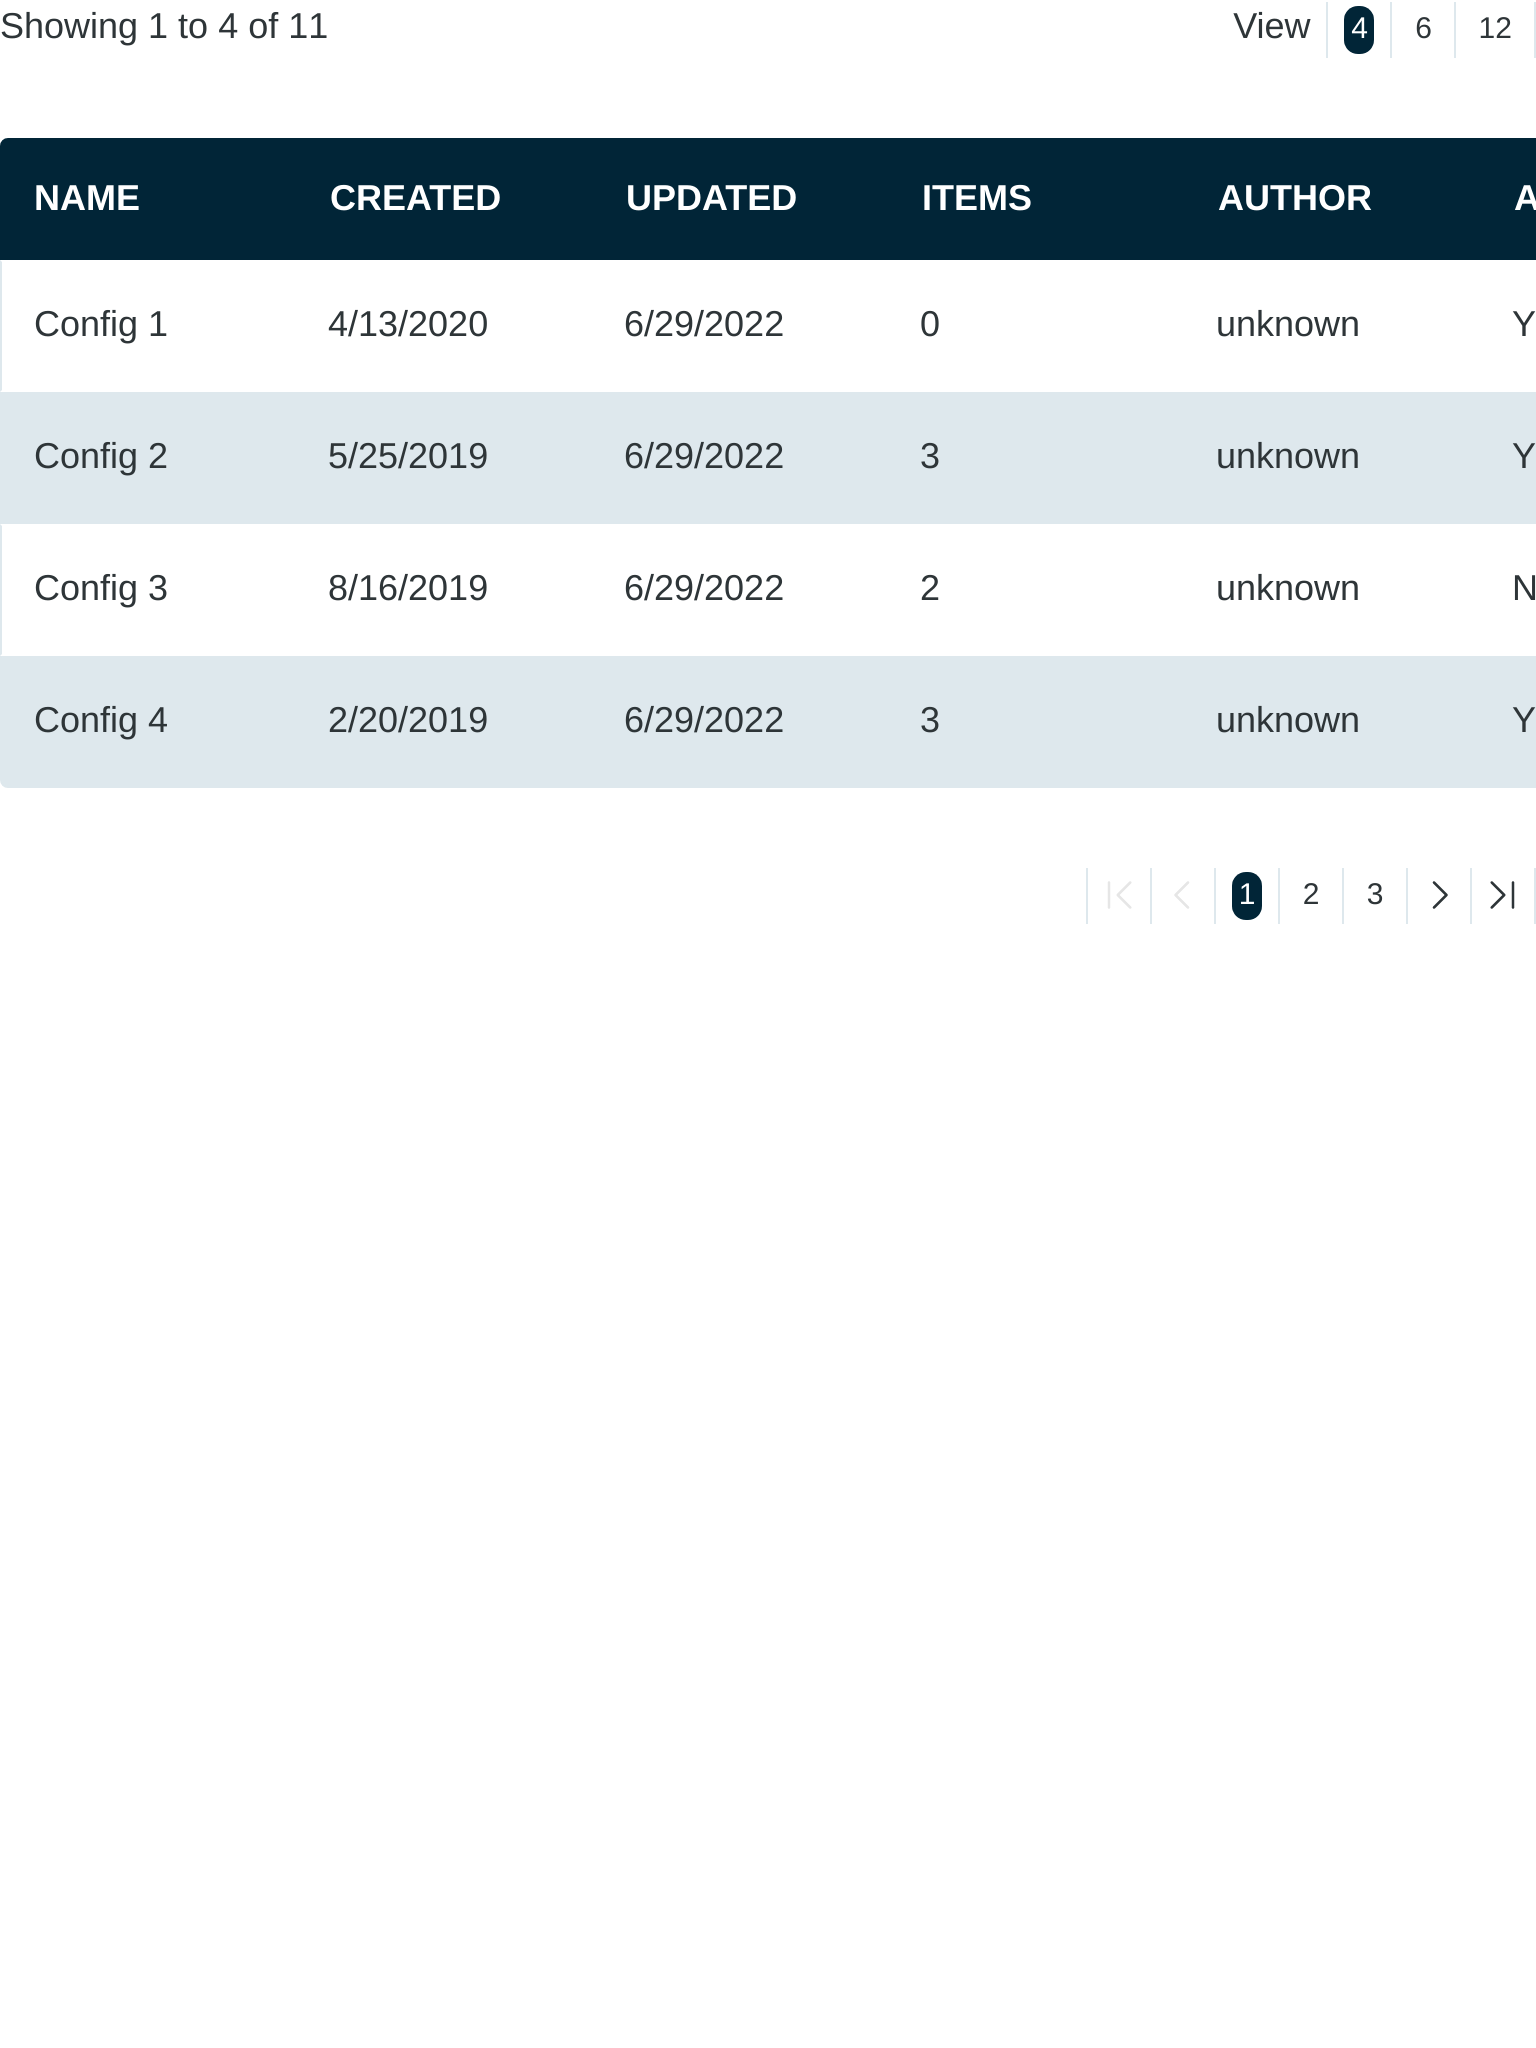 Showing 1 to 4 of 11 View 4 6 12
NAME CREATED UPDATED ITEMS AUTHOR A
Config 1 4/13/2020 6/29/2022 0 unknown Y
Config 2 5/25/2019 6/29/2022 3 unknown Y
Config 3 8/16/2019 6/29/2022 2 unknown N
Config 4 2/20/2019 6/29/2022 3 unknown Y
1 2 3